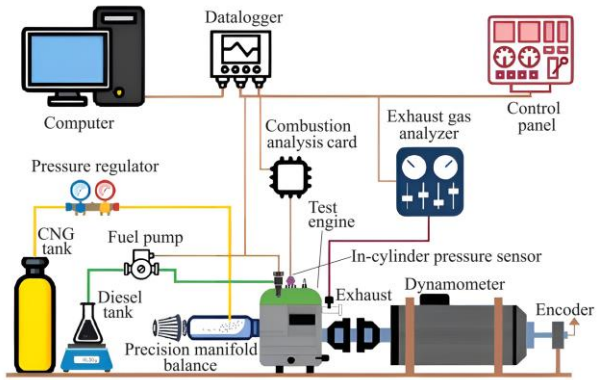 Datalogger
Computer
Control
panel
Combustion
analysis card
Exhaust gas
analyzer
Pressure regulator
Test
engine
CNG
tank
Fuel pump
In-cylinder pressure sensor
Diesel
tank
Exhaust
Dynamometer
Encoder
Precision manifold
balance